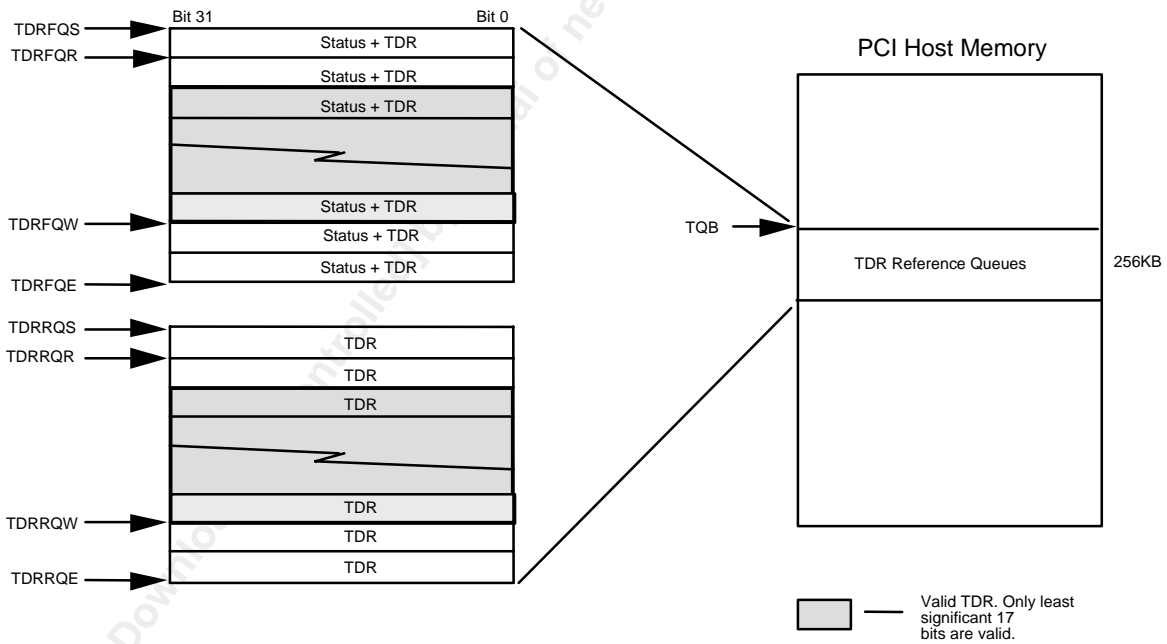 Bit 31 Bit 0
TDRFQS
Status + TDR
TDRFQR
Status + TDR
Status + TDR
Status + TDR
TDRFQW
Status + TDR
Status + TDR
TDRFQE
TDRRQS
TDR
TDRRQR
TDR
TDR
TDR
TDRRQW
TDR
TDR
TDRRQE
PCI Host Memory
TQB
TDR Reference Queues
256KB
Valid TDR. Only least
significant 17
bits are valid.